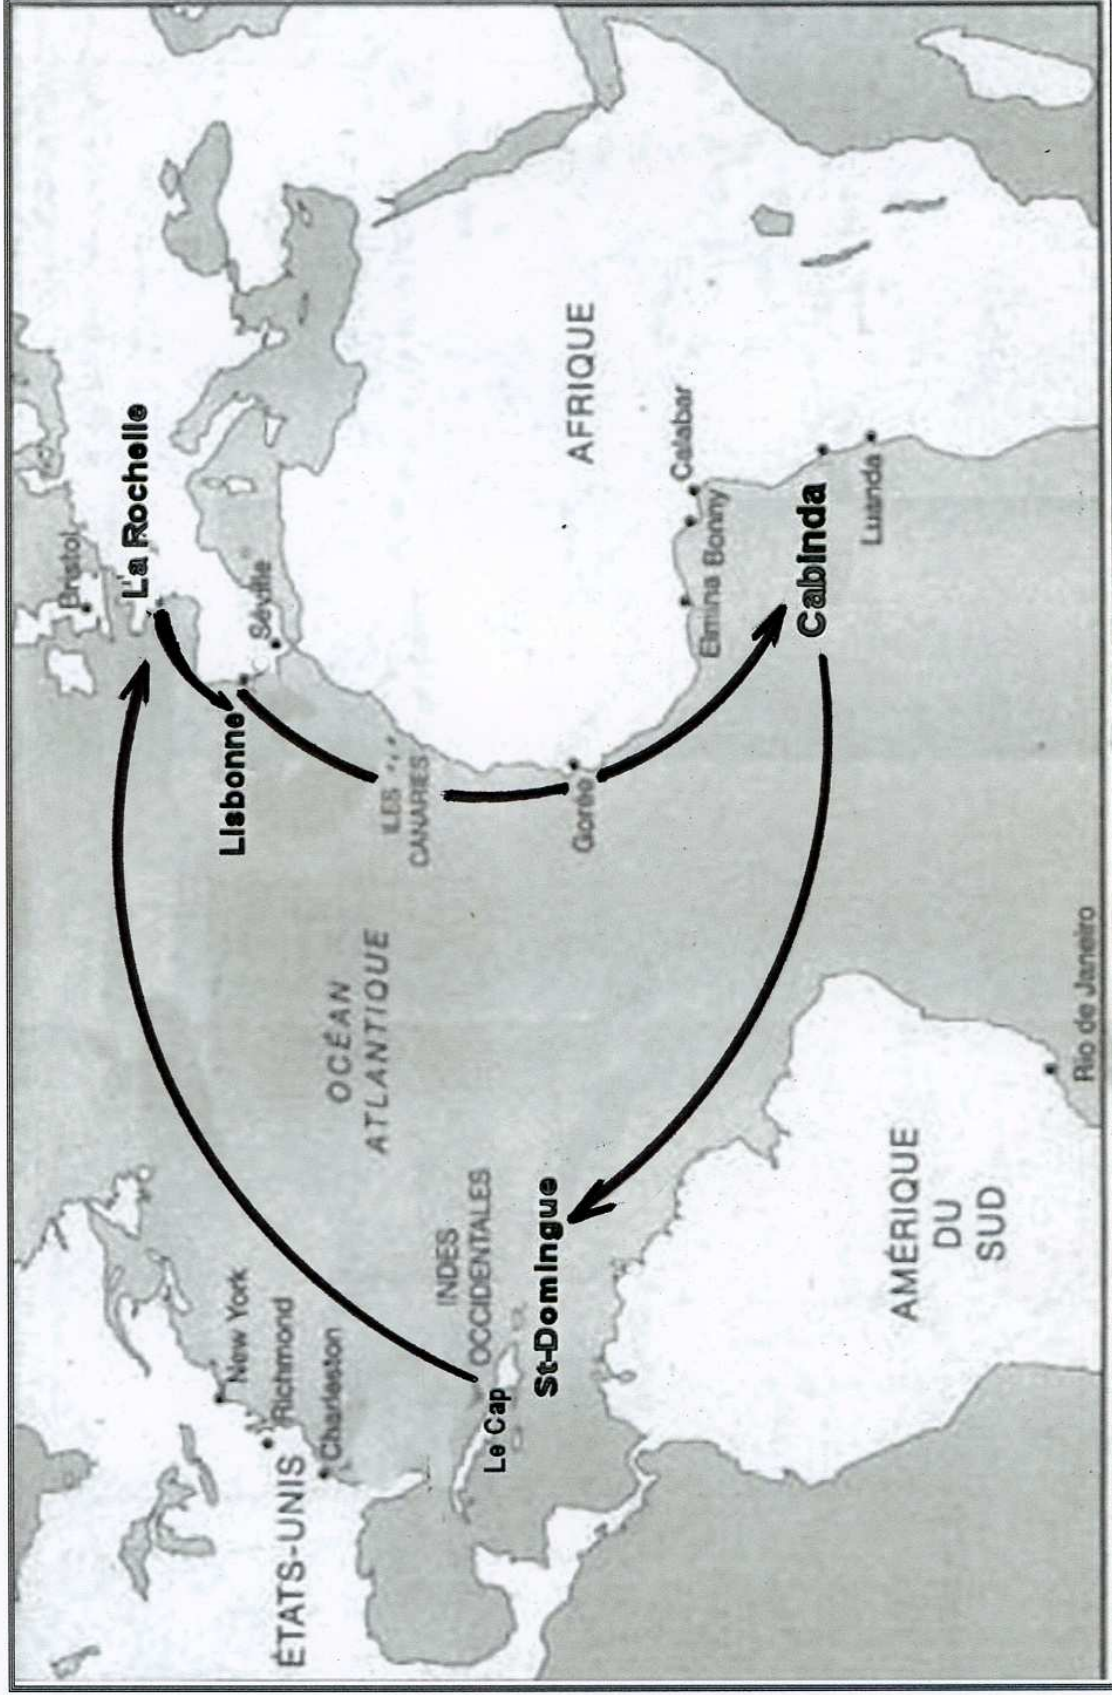 Bristol
L'a Rochelle
Lisbonne
Séville
ILES
CANARIES
Gorée
Elmina
Bonny
Calabar
Cabinda
Luanda
AFRIQUE
OCÉAN
ATLANTIQUE
New York
Richmond
Charleston
ÉTATS-UNIS
INDES
OCCIDENTALES
Le Cap
St-Domingue
AMÉRIQUE
DU
SUD
Rio de Janeiro